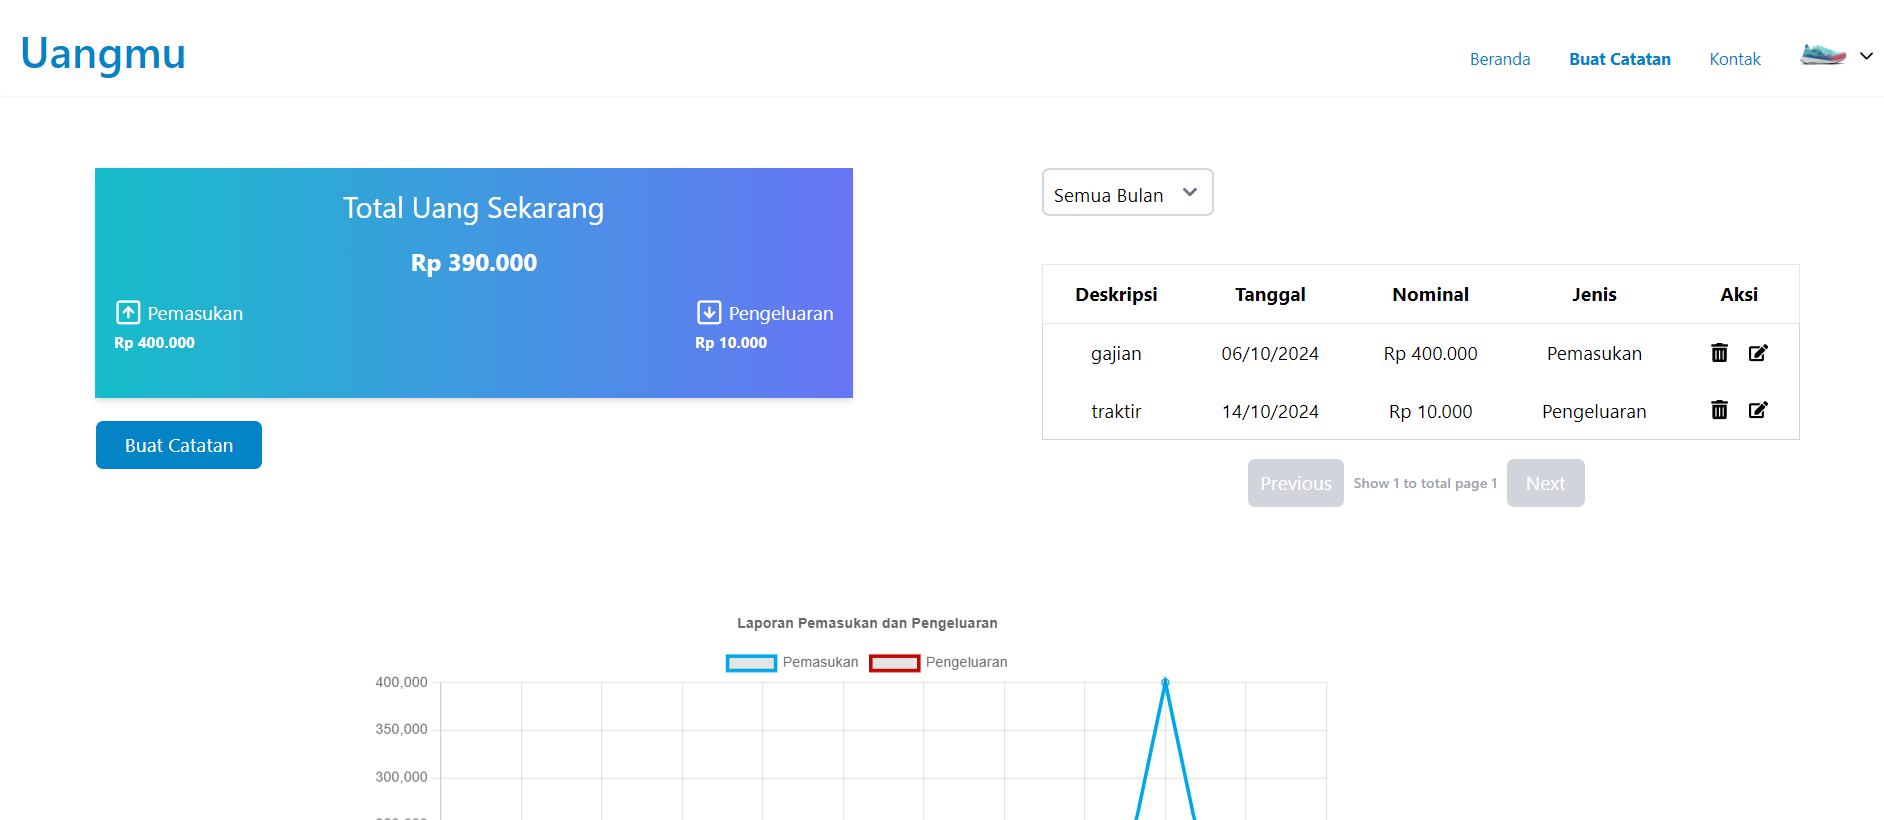 Uangmu
Beranda
Buat Catatan
Kontak
Total Uang Sekarang
Rp 390.000
Pemasukan
Rp 400.000
Pengeluaran
Rp 10.000
Buat Catatan
Semua Bulan
Deskripsi Tanggal Nominal Jenis Aksi
gajian 06/10/2024 Rp 400.000 Pemasukan
traktir 14/10/2024 Rp 10.000 Pengeluaran
Previous Show 1 to total page 1 Next
Laporan Pemasukan dan Pengeluaran
Pemasukan Pengeluaran
400,000
350,000
300,000